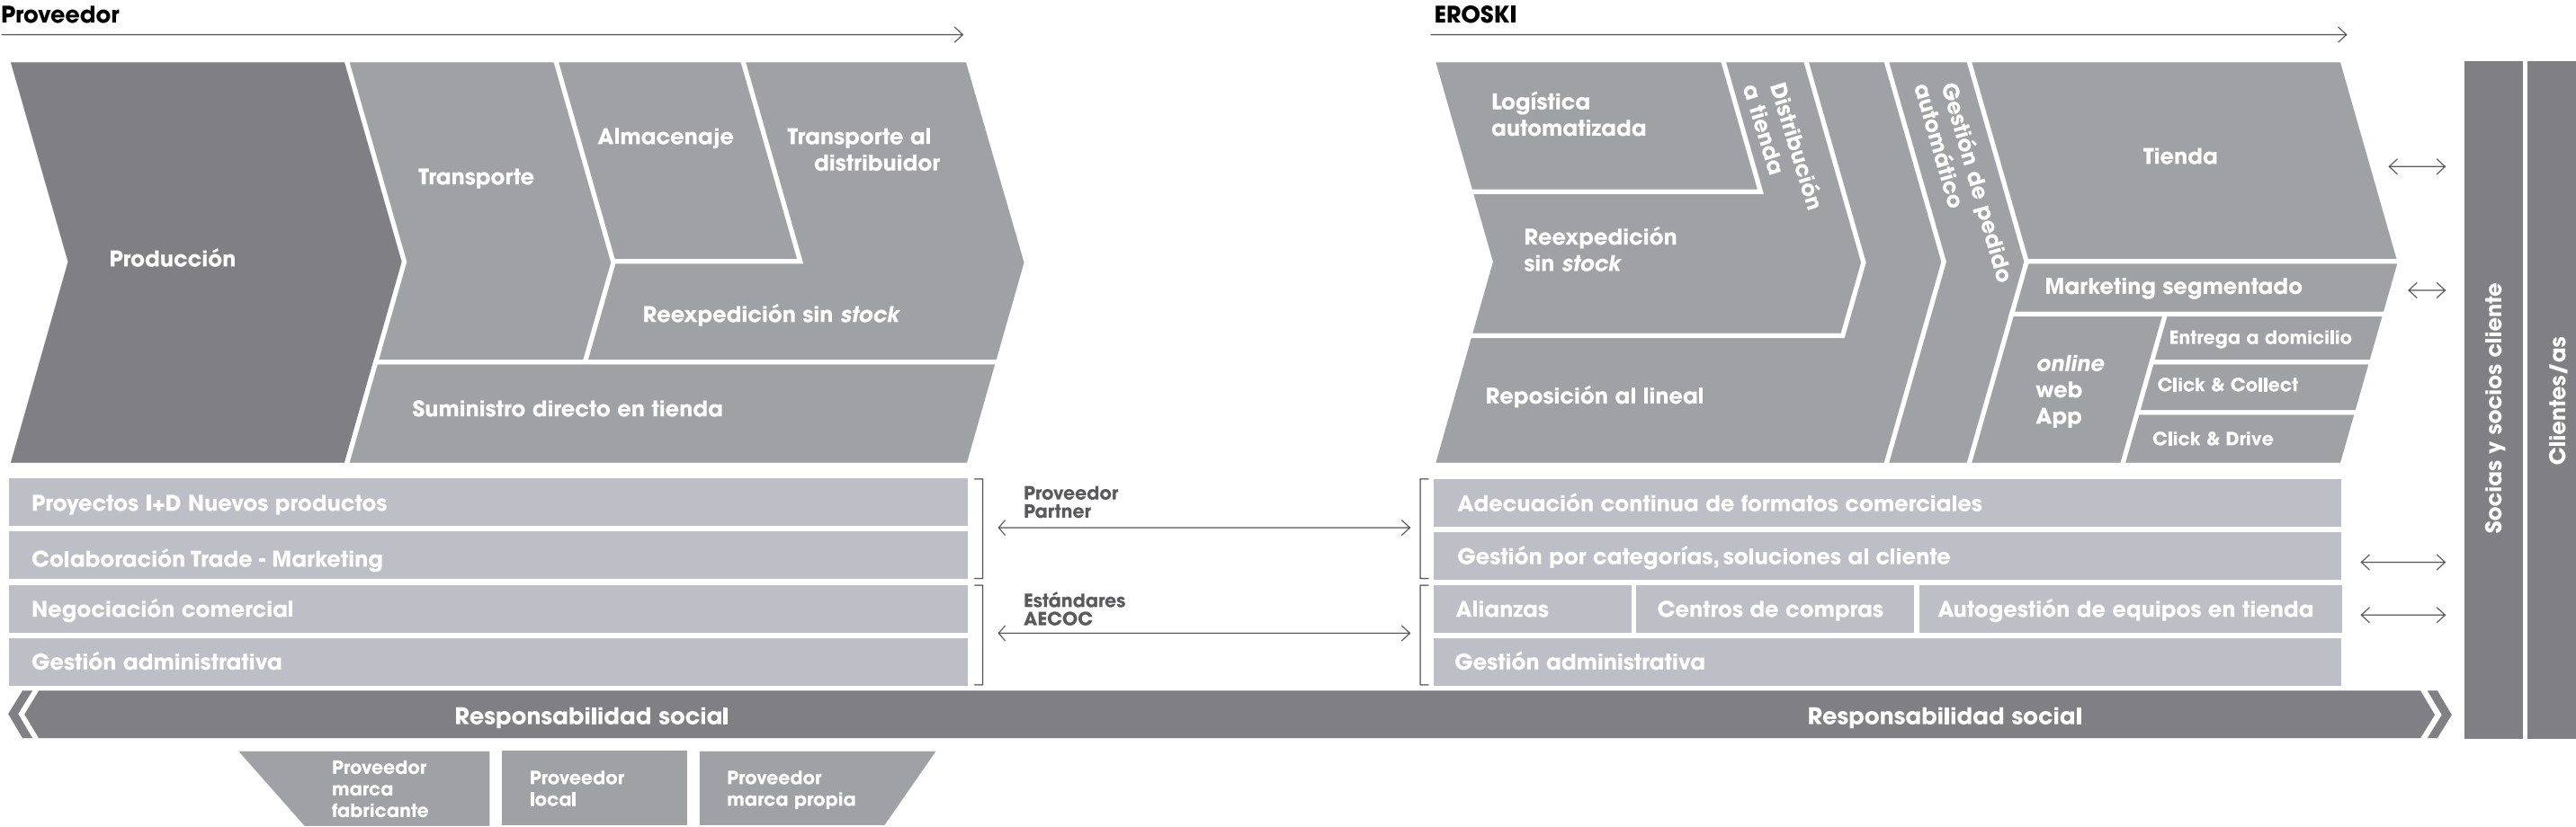 Proveedor
Producción
Transporte
Almacenaje
Transporte al
distribuidor
Reexpedición sin stock
Suministro directo en tienda
Proyectos I+D Nuevos productos
Colaboración Trade - Marketing
Negociación comercial
Gestión administrativa
Proveedor
Partner
Estándares
AECOC
EROSKI
Logística
automatizada
Distribución
a tienda
Reexpedición
sin stock
Reposición al lineal
Gestión de pedido
automático
Tienda
Marketing segmentado
online
web
App
Entrega a domicilio
Click & Collect
Click & Drive
Adecuación continua de formatos comerciales
Gestión por categorías, soluciones al cliente
Alianzas
Centros de compras
Autogestión de equipos en tienda
Gestión administrativa
Socias y socios cliente
Clientes/as
Responsabilidad social
Responsabilidad social
Proveedor
marca
fabricante
Proveedor
local
Proveedor
marca propia